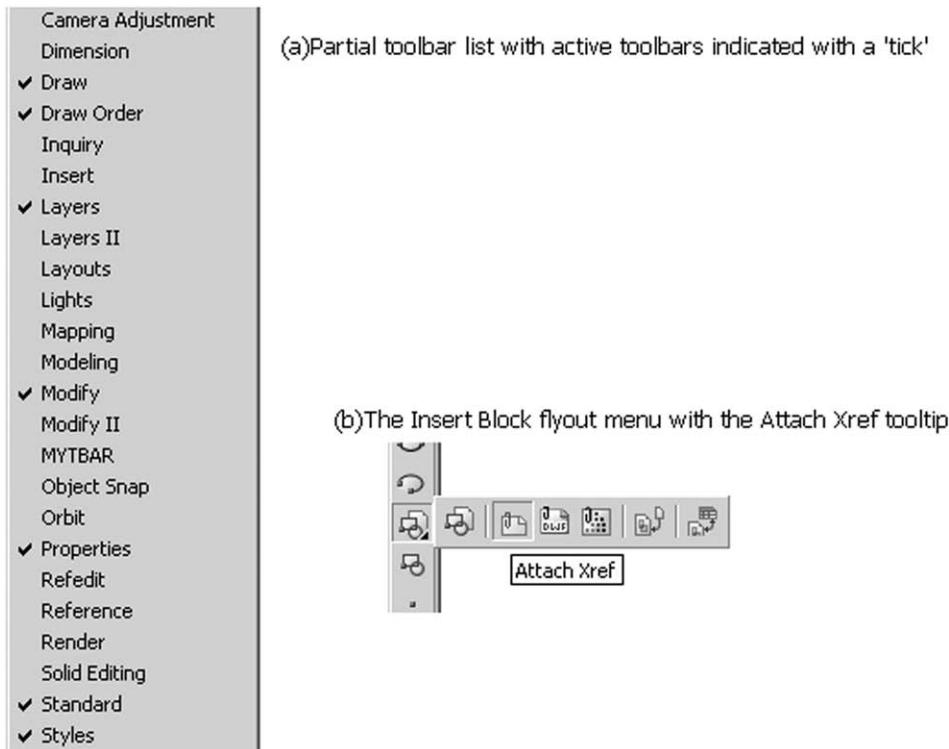 Camera Adjustment
Dimension
Draw
Draw Order
Inquiry
Insert
Layers
Layers II
Layouts
Lights
Mapping
Modeling
Modify
Modify II
MYTBAR
Object Snap
Orbit
Properties
Refedit
Reference
Render
Solid Editing
Standard
Styles
(a)Partial toolbar list with active toolbars indicated with a 'tick'
(b)The Insert Block flyout menu with the Attach Xref tooltip
DWF
Attach Xref